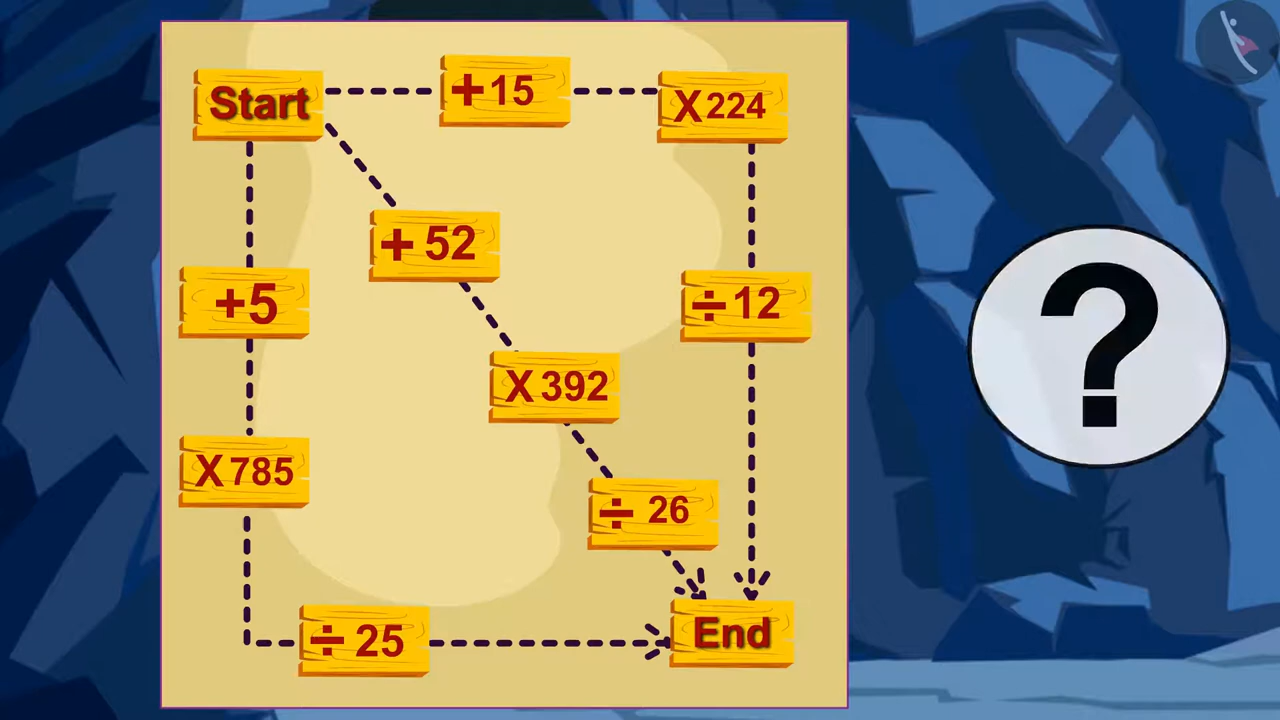 Start
+15
X224
+ 52
+5
÷12
X392
X785
÷ 26
÷ 25
End
?